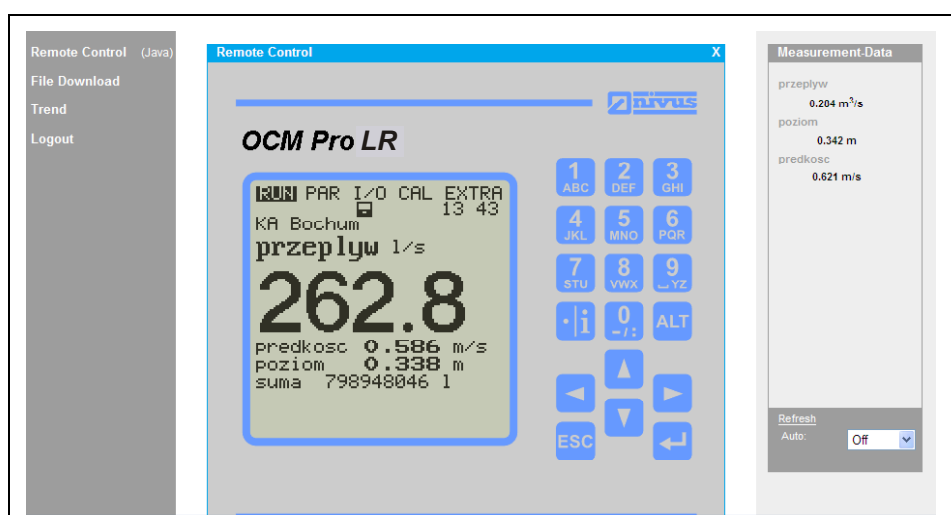 Remote Control (Java)
File Download
Trend
Logout
Remote Control X
nivus
OCM Pro LR
RUN PAR I/O CAL EXTRA
13 43
KA Bochum
przeplyw l/s
262.8
predkosc 0.586 m/s
poziom 0.338 m
suma 798948046 l
1 2 3
ABC DEF GHI
4 5 6
JKL MNO PQR
7 8 9
STU VWX ⎵YZ
·|i 0 ALT
–/:
ESC
Measurement-Data
przeplyw
0.204 m³/s
poziom
0.342 m
predkosc
0.621 m/s
Refresh
Auto: Off